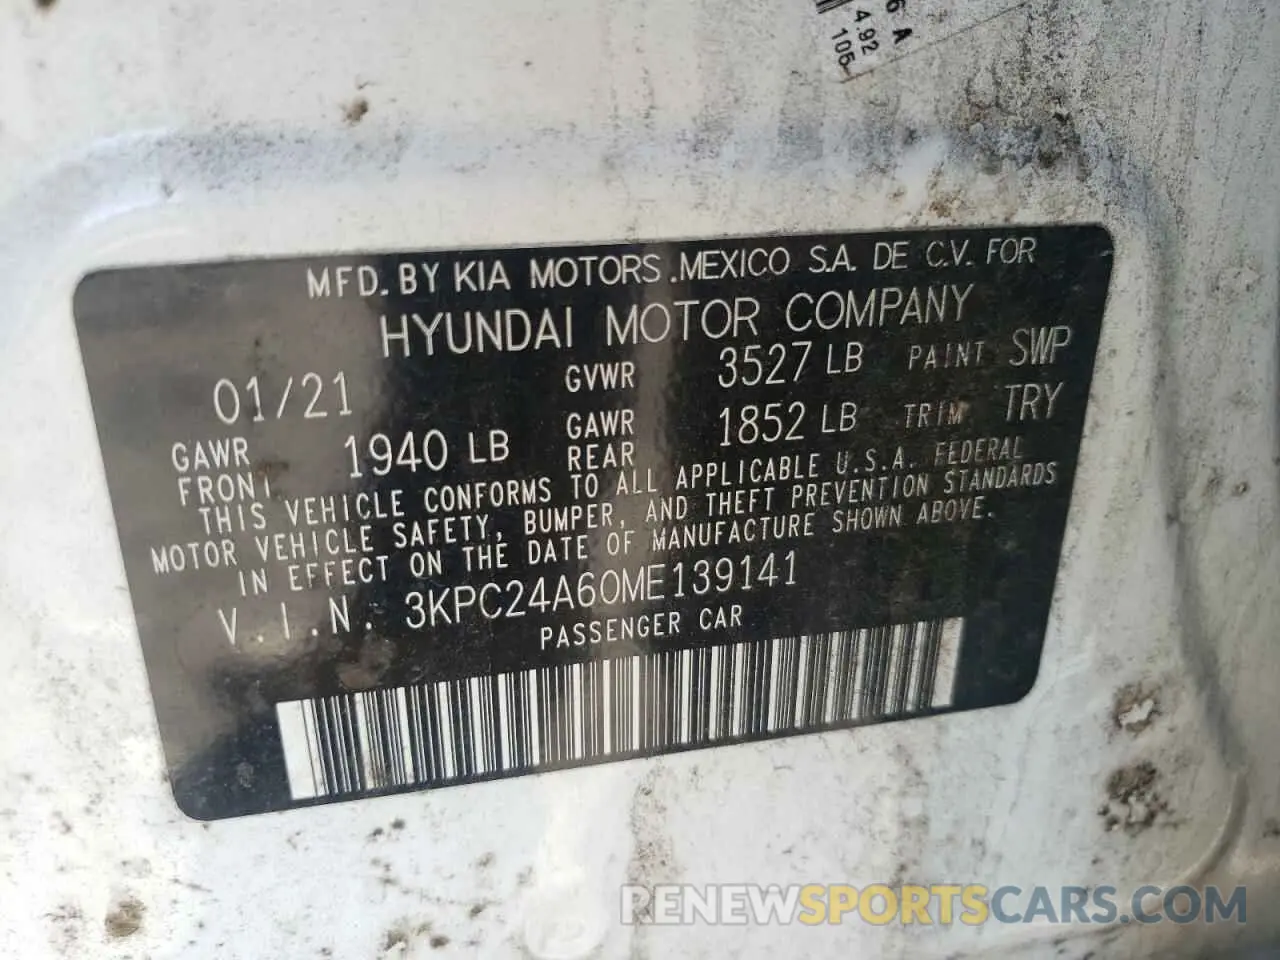 6 A
4.92
105
MFD. BY KIA MOTORS .MEXICO S.A. DE C.V. FOR
HYUNDAI MOTOR COMPANY
01/21 GVWR 3527 LB PAINT SWP
GAWR FRONT 1940 LB GAWR REAR 1852 LB TRIM TRY
THIS VEHICLE CONFORMS TO ALL APPLICABLE U.S.A. FEDERAL
MOTOR VEHICLE SAFETY, BUMPER, AND THEFT PREVENTION STANDARDS
IN EFFECT ON THE DATE OF MANUFACTURE SHOWN ABOVE.
V.I.N. : 3KPC24A60ME139141
PASSENGER CAR
RENEWSPORTSCARS.COM